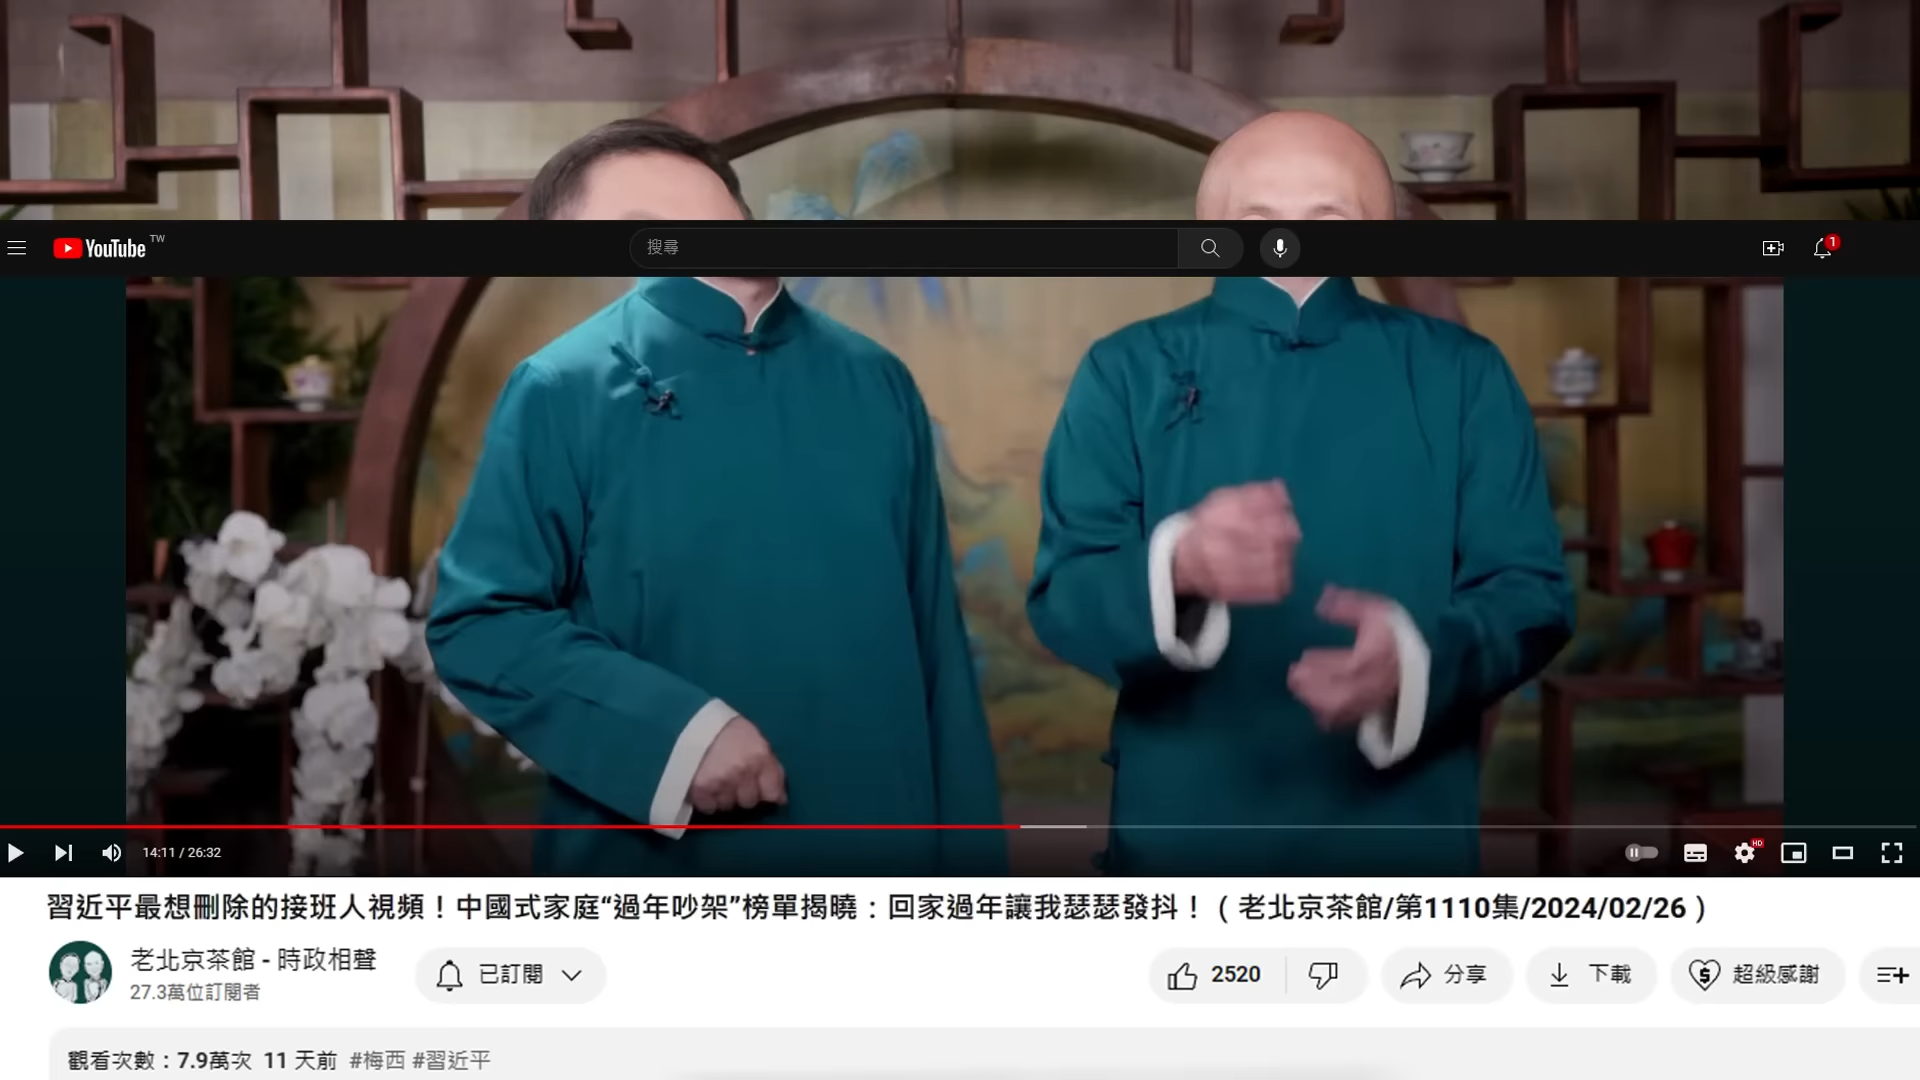 YouTube TW
搜尋
1
14:11 / 26:32
HD
習近平最想刪除的接班人視頻！中國式家庭“過年吵架”榜單揭曉：回家過年讓我瑟瑟發抖！（老北京茶館/第1110集/2024/02/26）
老北京茶館 - 時政相聲
27.3萬位訂閱者
已訂閱
2520
分享
下載
超級感謝
觀看次數：7.9萬次 11 天前 #梅西 #習近平